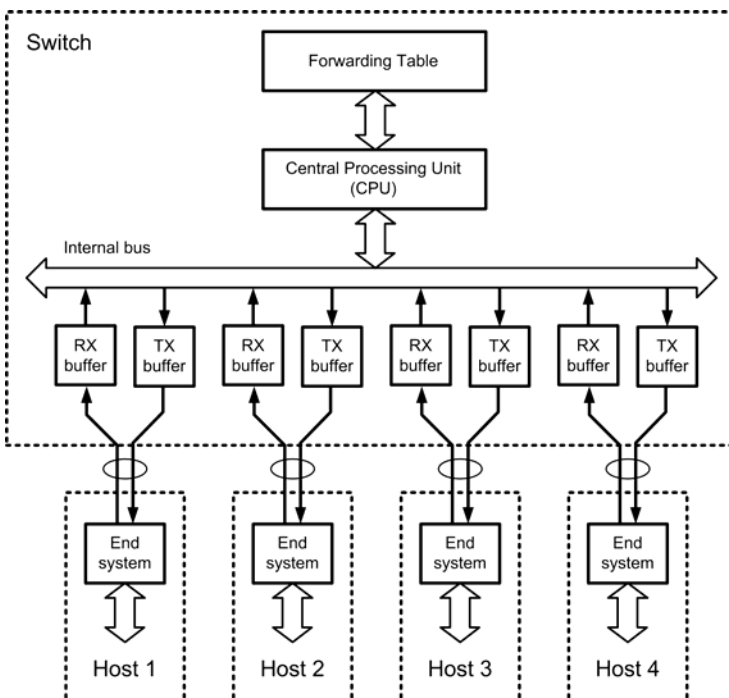 Switch
Forwarding Table
Central Processing Unit
(CPU)
Internal bus
RX
buffer
TX
buffer
RX
buffer
TX
buffer
RX
buffer
TX
buffer
RX
buffer
TX
buffer
End
system
End
system
End
system
End
system
Host 1
Host 2
Host 3
Host 4